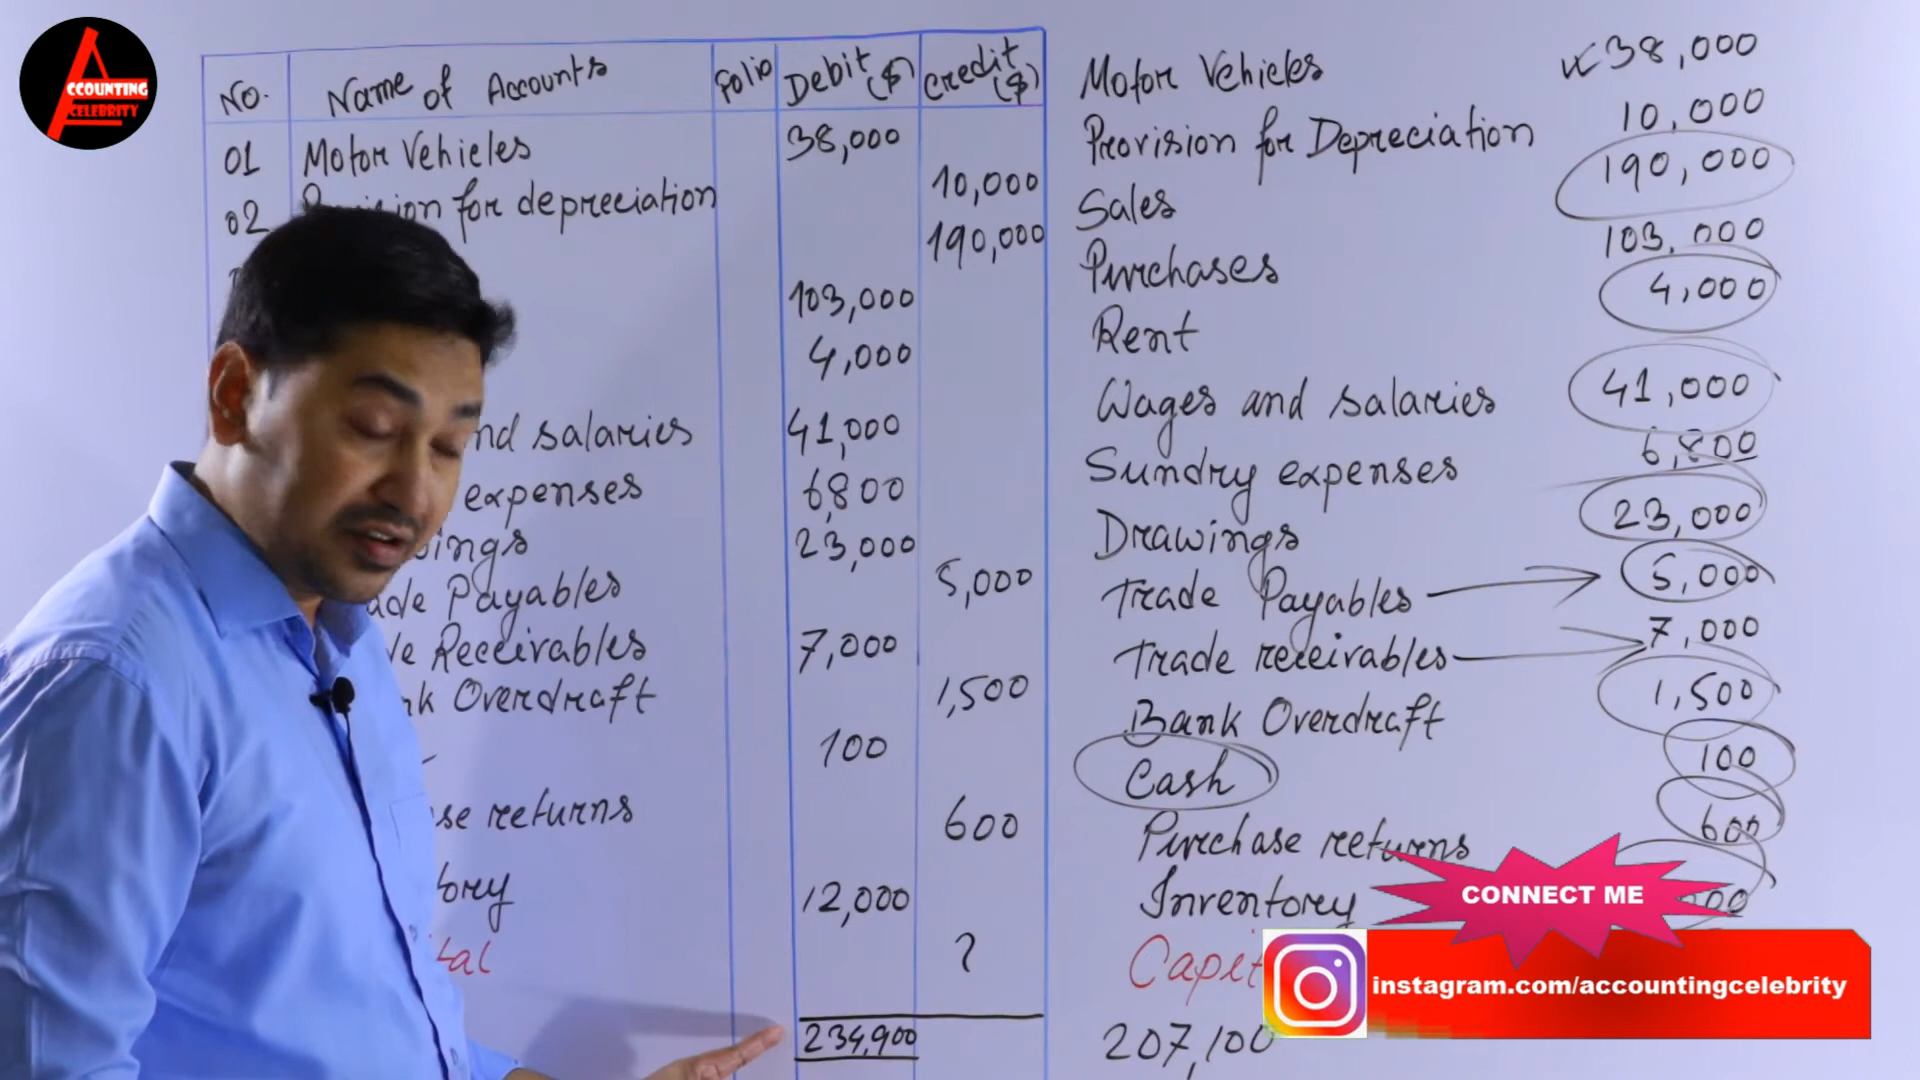 ACCOUNTING
CELEBRITY
No. Name of Accounts Folio Debit ($) Credit ($)
01 Motor Vehicles 38,000
02 for depreciation 10,000
190,000
103,000
4,000
salaries 41,000
expenses 6,800
23,000
Payables 5,000
Receivables 7,000
Overdraft 1,500
100
returns 600
12,000
?
234,900
Motor Vehicles 38,000
Provision for Depreciation 10,000
Sales 190,000
Purchases 103,000
Rent 4,000
Wages and salaries 41,000
Sundry expenses 6,800
Drawings 23,000
Trade Payables 5,000
Trade receivables 7,000
Bank Overdraft 1,500
Cash 100
Purchase returns 600
Inventory
207,100
CONNECT ME
instagram.com/accountingcelebrity